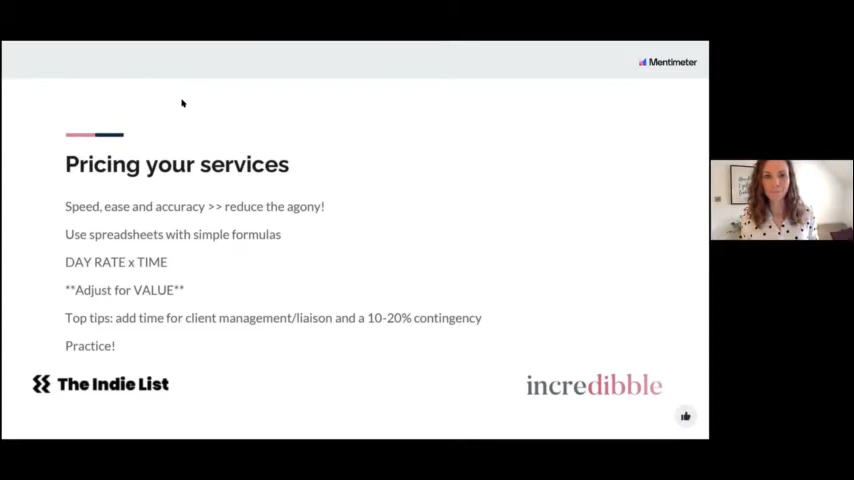 Mentimeter
Pricing your services
Speed, ease and accuracy >> reduce the agony!
Use spreadsheets with simple formulas
DAY RATE x TIME
**Adjust for VALUE**
Top tips: add time for client management/liaison and a 10-20% contingency
Practice!
The Indie List
incredibble